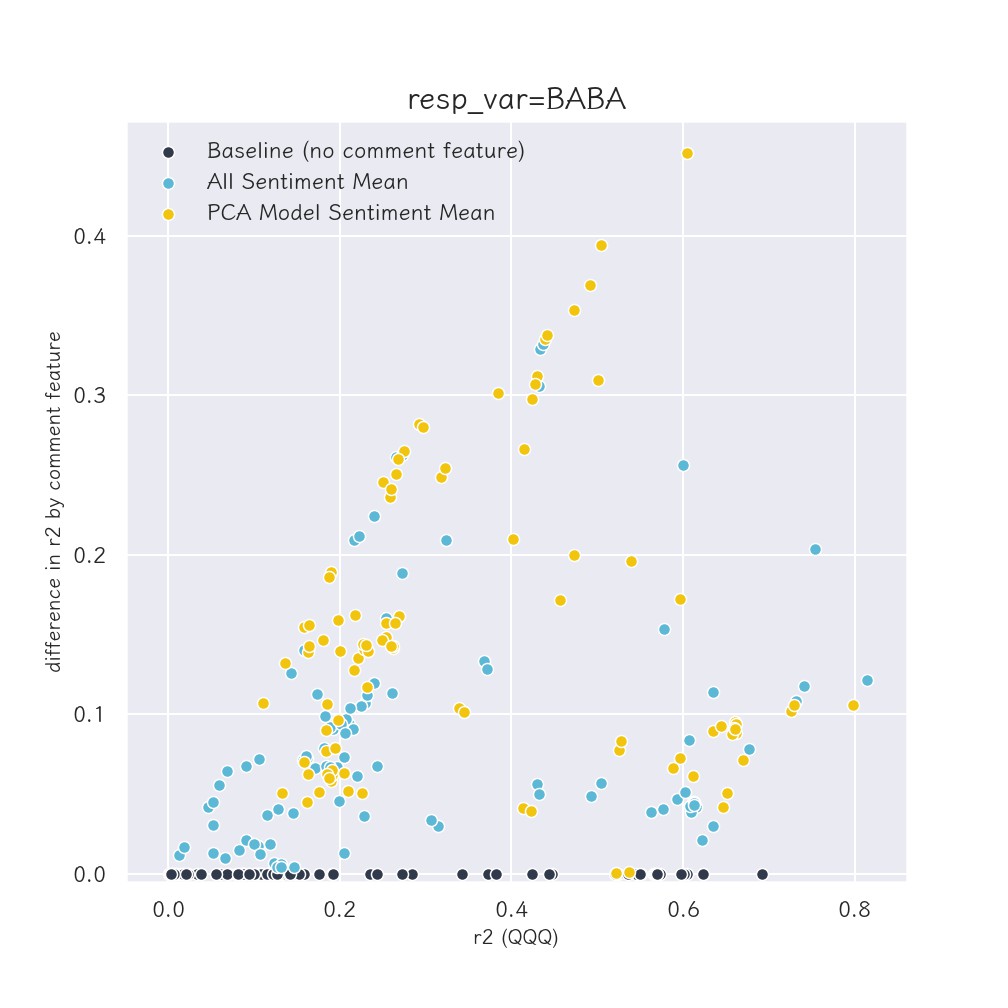 resp_var=BABA
Baseline (no comment feature)
All Sentiment Mean
PCA Model Sentiment Mean
difference in r2 by comment feature
0.4
0.3
0.2
0.1
0.0
0.0 0.2 0.4 0.6 0.8
r2 (QQQ)